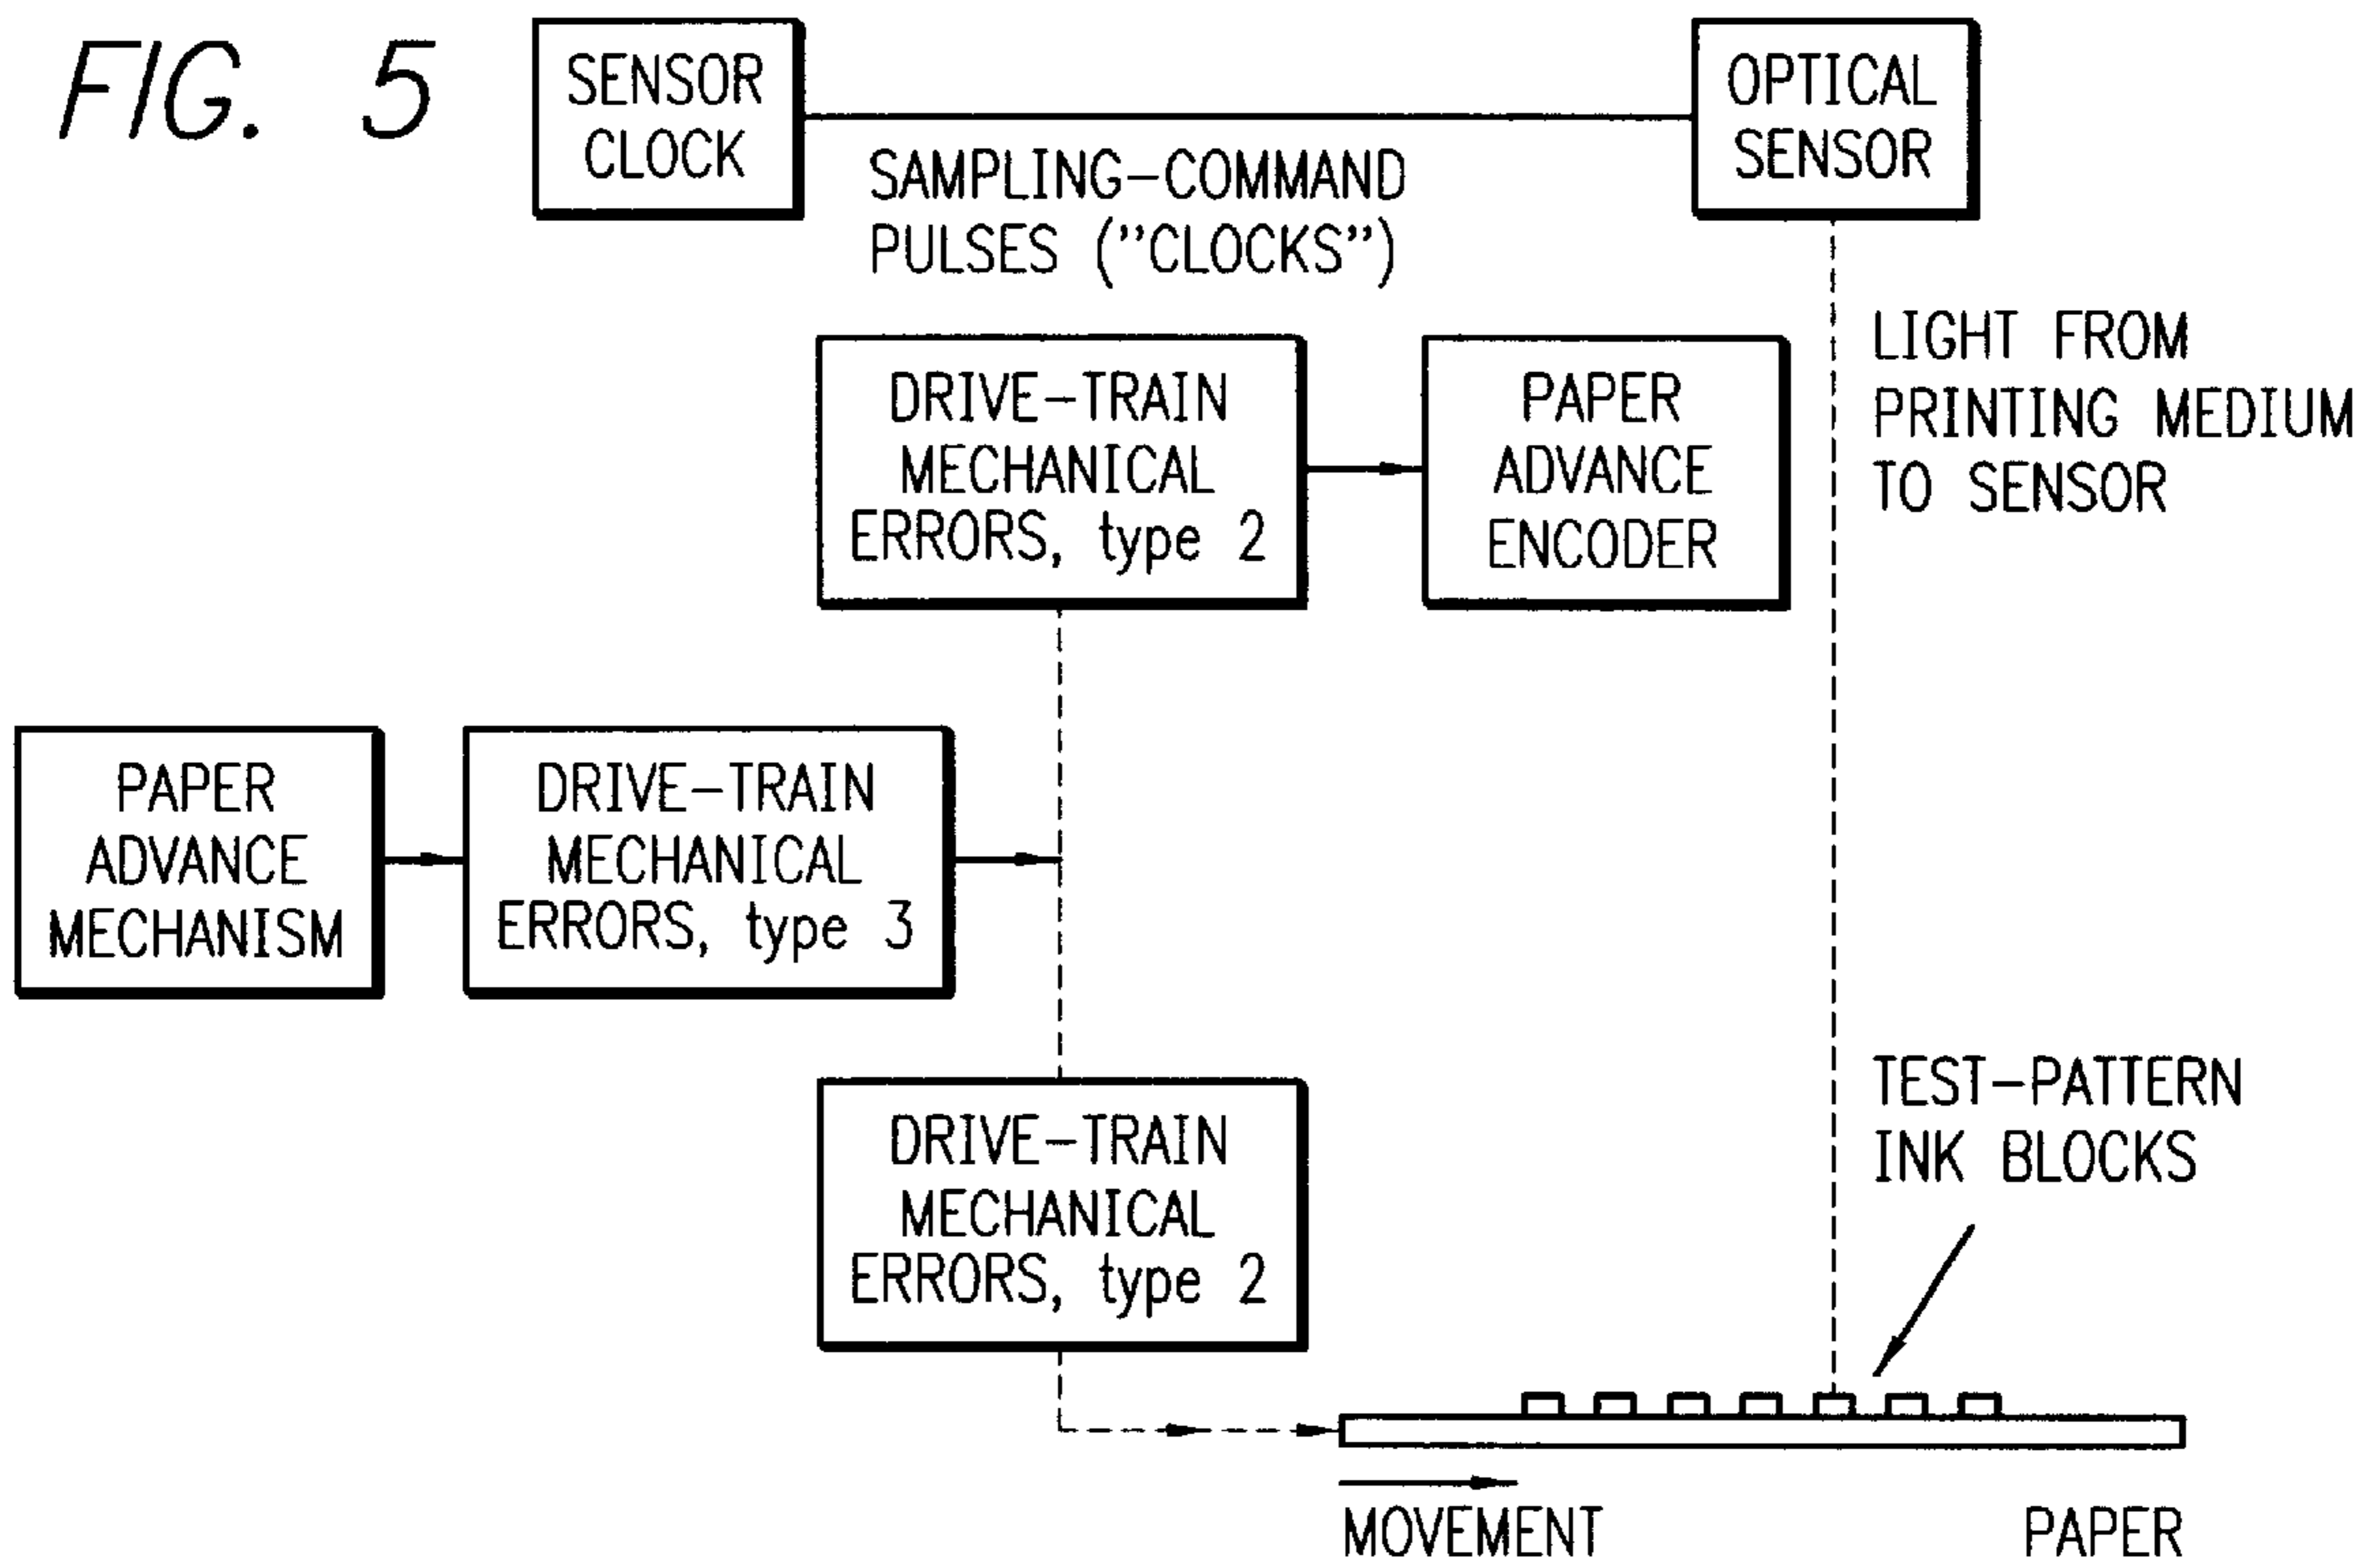 FIG. 5
SENSOR
CLOCK
OPTICAL
SENSOR
SAMPLING-COMMAND
PULSES ("CLOCKS")
LIGHT FROM
PRINTING MEDIUM
TO SENSOR
DRIVE-TRAIN
MECHANICAL
ERRORS, type 2
PAPER
ADVANCE
ENCODER
PAPER
ADVANCE
MECHANISM
DRIVE-TRAIN
MECHANICAL
ERRORS, type 3
DRIVE-TRAIN
MECHANICAL
ERRORS, type 2
TEST-PATTERN
INK BLOCKS
MOVEMENT
PAPER